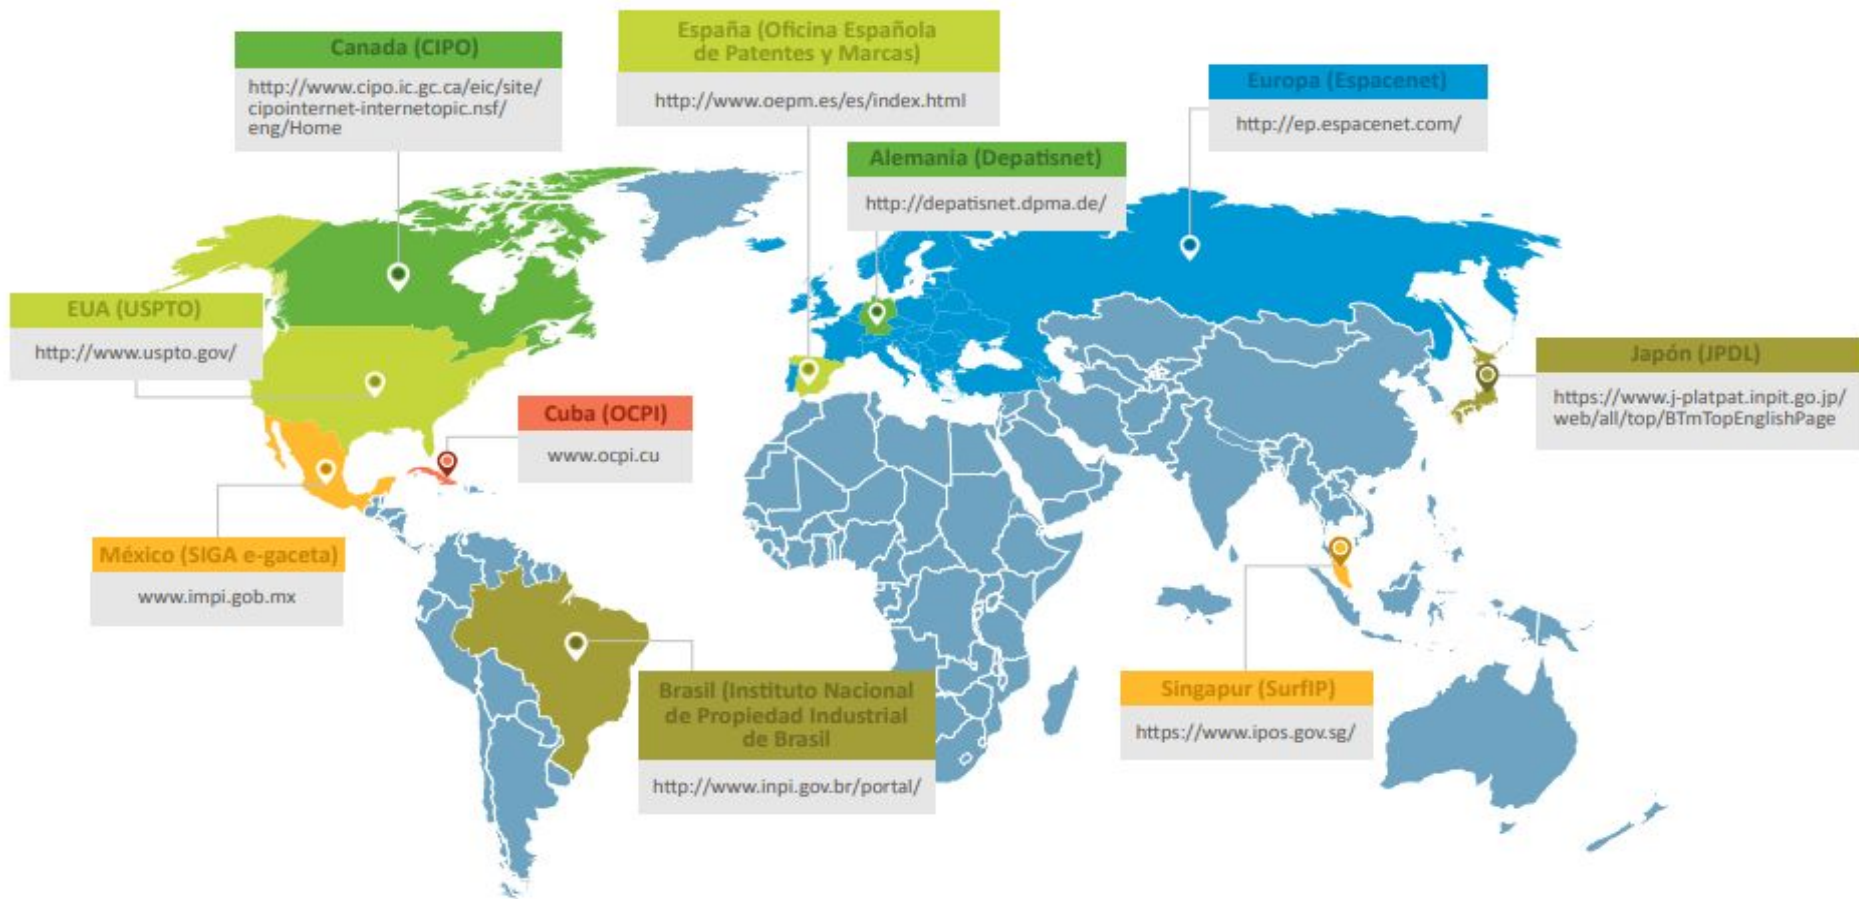 Canada (CIPO)
http://www.cipo.ic.gc.ca/eic/site/
cipointernet-internetopic.nsf/
eng/Home
España (Oficina Española
de Patentes y Marcas)
http://www.oepm.es/es/index.html
Europa (Espacenet)
http://ep.espacenet.com/
Alemania (Depatisnet)
http://depatisnet.dpma.de/
EUA (USPTO)
http://www.uspto.gov/
Japón (JPDL)
https://www.j-platpat.inpit.go.jp/
web/all/top/BTmTopEnglishPage
Cuba (OCPI)
www.ocpi.cu
México (SIGA e-gaceta)
www.impi.gob.mx
Brasil (Instituto Nacional
de Propiedad Industrial
de Brasil
http://www.inpi.gov.br/portal/
Singapur (SurfIP)
https://www.ipos.gov.sg/